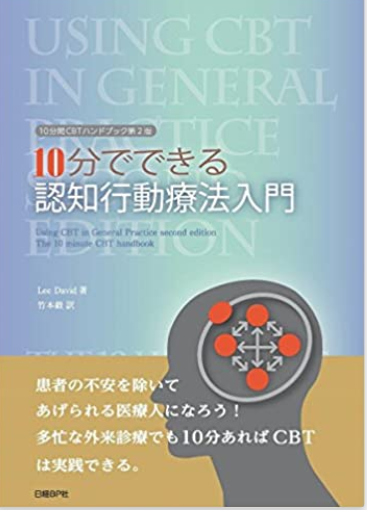 USING CBT
IN GENERAL
PRACTICE
EDITION
10分間CBTハンドブック第2版
10分でできる
認知行動療法入門
Using CBT in General Practice second edition
The 10 minute CBT handbook
Lee David 著
竹本毅 訳
患者の不安を除いて
あげられる医療人になろう！
多忙な外来診療でも10分あればCBT
は実践できる。
日経BP社